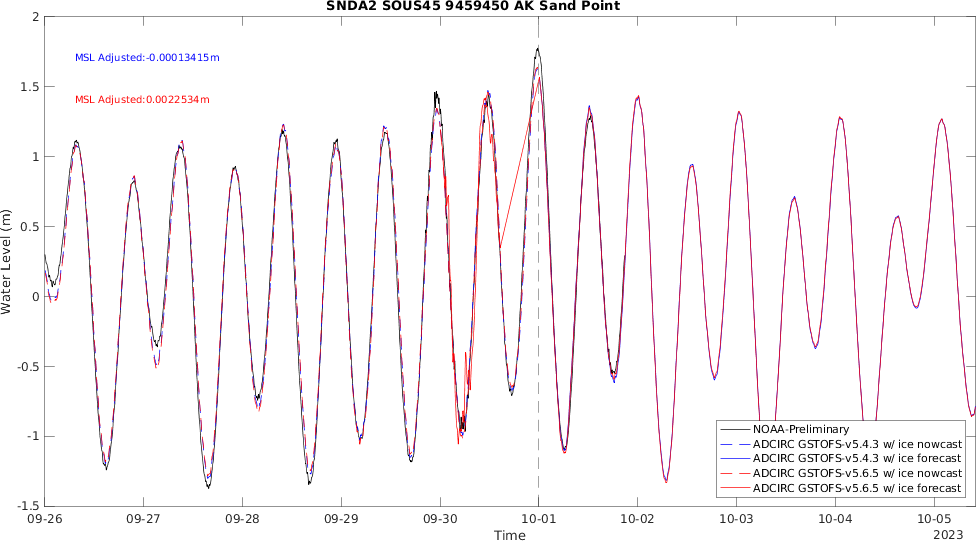 SNDA2 SOUS45 9459450 AK Sand Point
MSL Adjusted:-0.00013415m
MSL Adjusted:0.0022534m
Water Level (m)
2
1.5
1
0.5
0
-0.5
-1
-1.5
NOAA-Preliminary
ADCIRC GSTOFS-v5.4.3 w/ ice nowcast
ADCIRC GSTOFS-v5.4.3 w/ ice forecast
ADCIRC GSTOFS-v5.6.5 w/ ice nowcast
ADCIRC GSTOFS-v5.6.5 w/ ice forecast
09-26 09-27 09-28 09-29 09-30 10-01 10-02 10-03 10-04 10-05
Time
2023